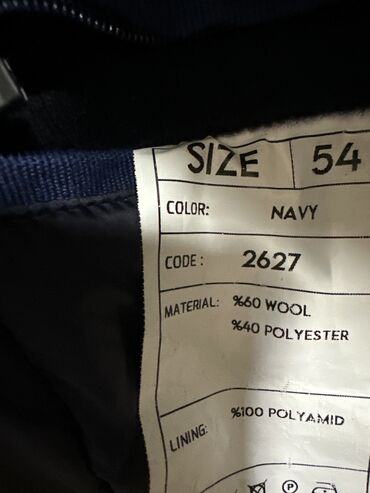 SIZE 54
COLOR: NAVY
CODE: 2627
MATERIAL: %60 WOOL
%40 POLYESTER
LINING: %100 POLYAMID
P